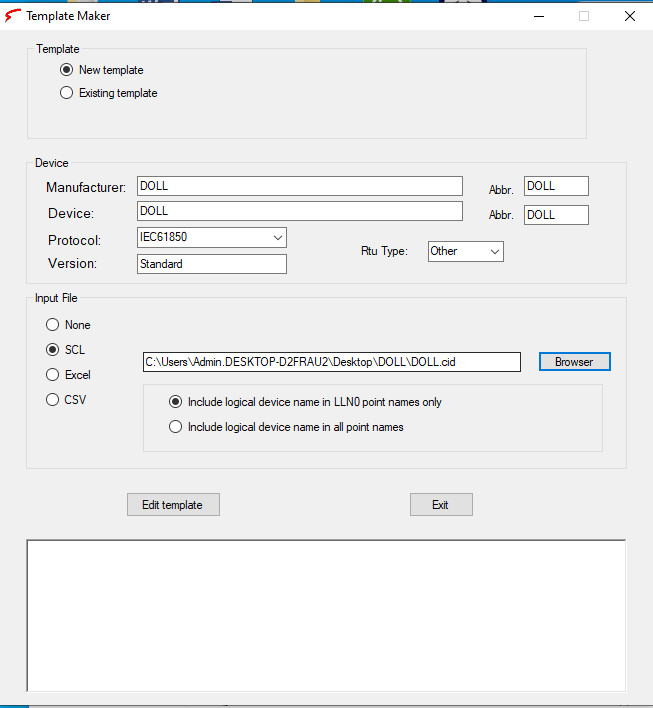 Template Maker
Template
New template
Existing template
Device
Manufacturer: DOLL Abbr. DOLL
Device: DOLL Abbr. DOLL
Protocol: IEC61850
Rtu Type: Other
Version: Standard
Input File
None
SCL
C:\Users\Admin.DESKTOP-D2FRAU2\Desktop\DOLL\DOLL.cid Browser
Excel
CSV
Include logical device name in LLN0 point names only
Include logical device name in all point names
Edit template Exit